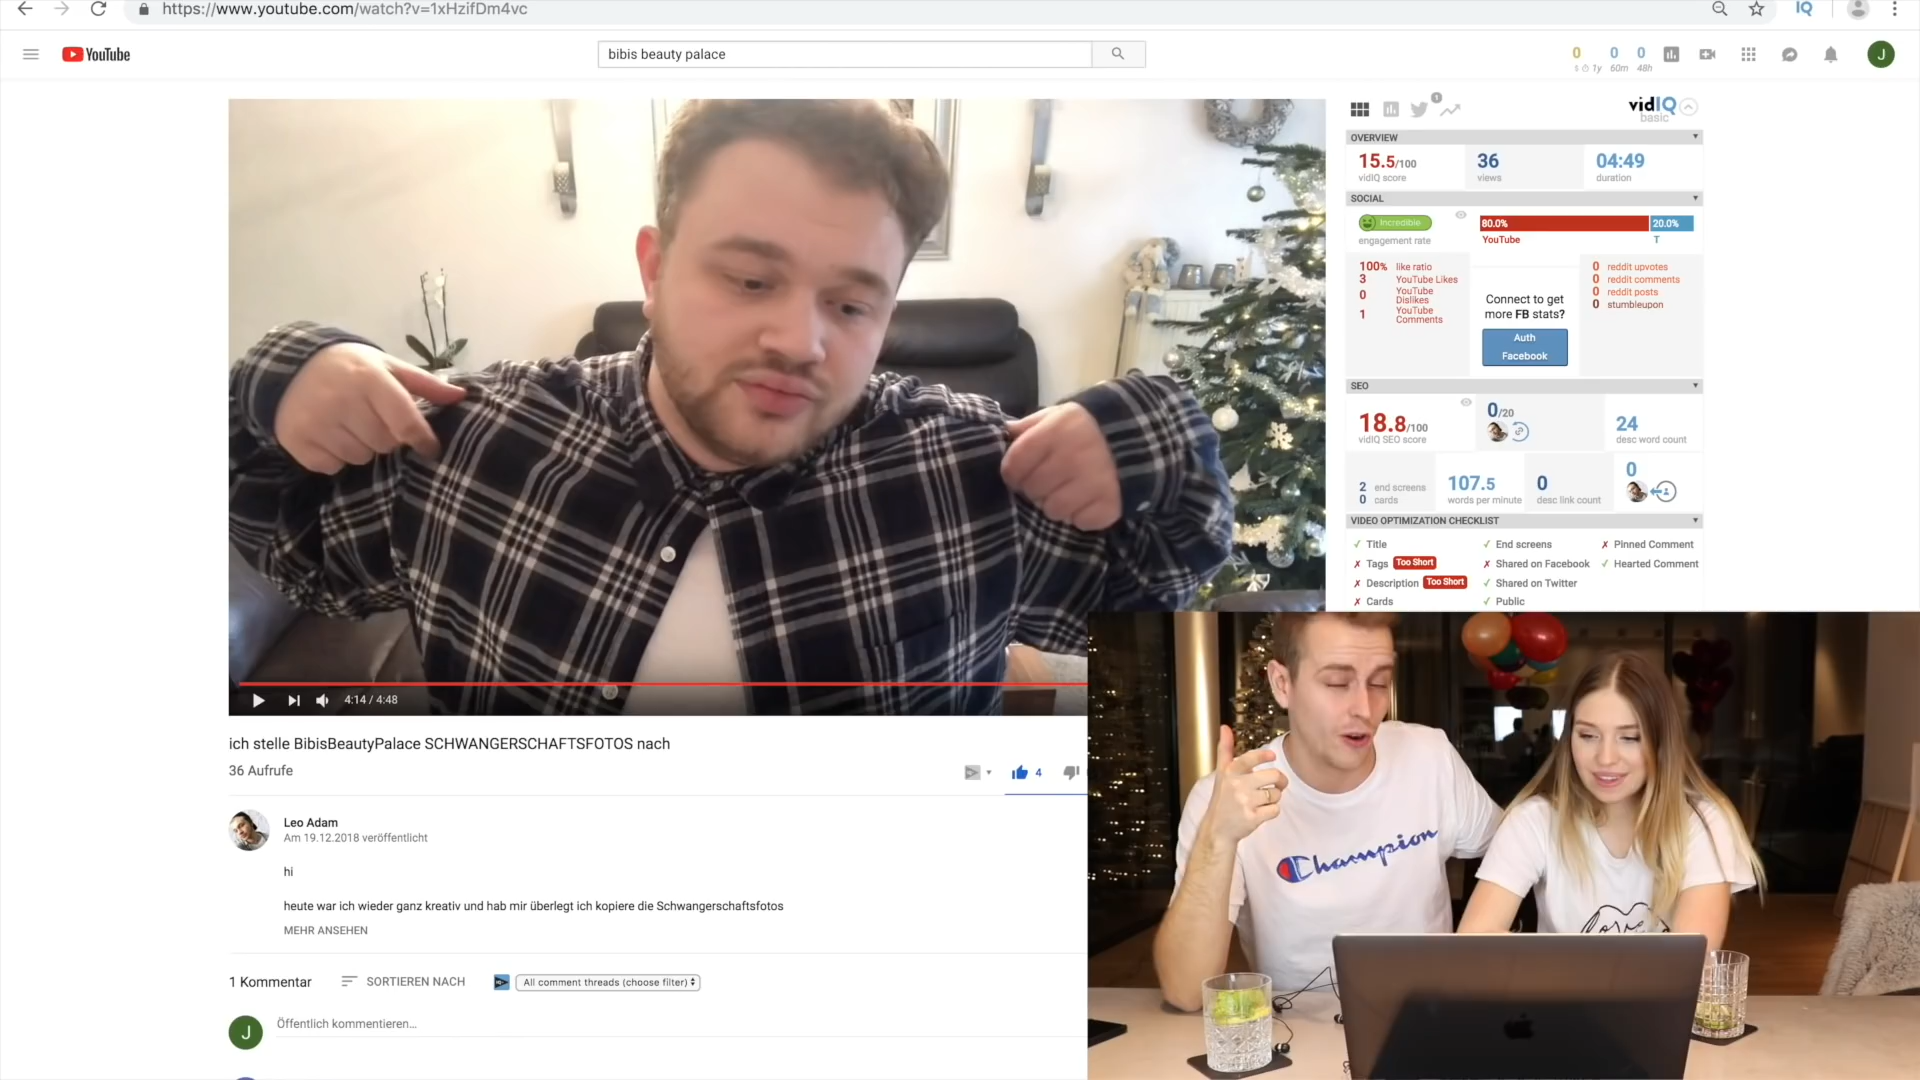 https://www.youtube.com/watch?v=1xHzifDm4vc
IQ
YouTube
bibis beauty palace
0 0 0
1y 60m 48h
J
1
vidIQ
basic
OVERVIEW
15.5/100
vidIQ score
36
views
04:49
duration
SOCIAL
Incredible
engagement rate
80.0% 20.0%
YouTube T
100% like ratio
3 YouTube Likes
0 YouTube Dislikes
1 YouTube Comments
Connect to get
more FB stats?
Auth
Facebook
0 reddit upvotes
0 reddit comments
0 reddit posts
0 stumbleupon
SEO
18.8/100
vidIQ SEO score
0/20
24
desc word count
2 end screens
0 cards
107.5
words per minute
0
desc link count
0
VIDEO OPTIMIZATION CHECKLIST
✓ Title
✗ Tags Too Short
✗ Description Too Short
✗ Cards
✓ End screens
✗ Shared on Facebook
✓ Shared on Twitter
✓ Public
✗ Pinned Comment
✓ Hearted Comment
4:14 / 4:48
ich stelle BibisBeautyPalace SCHWANGERSCHAFTSFOTOS nach
36 Aufrufe
4
Leo Adam
Am 19.12.2018 veröffentlicht
hi
heute war ich wieder ganz kreativ und hab mir überlegt ich kopiere die Schwangerschaftsfotos
MEHR ANSEHEN
1 Kommentar
SORTIEREN NACH
All comment threads (choose filter)
J
Öffentlich kommentieren...
Champion